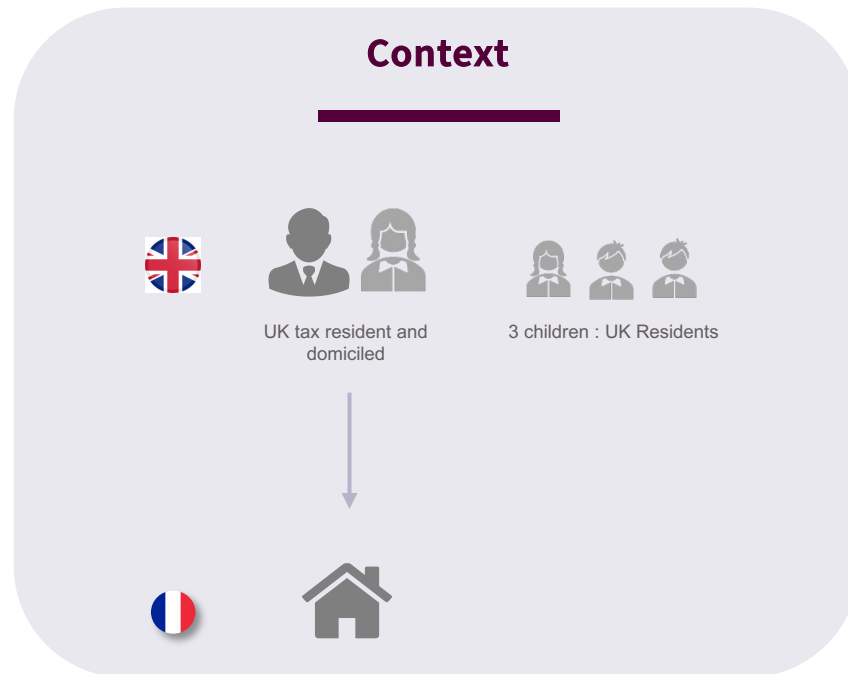 Context
UK tax resident and
domiciled
3 children : UK Residents